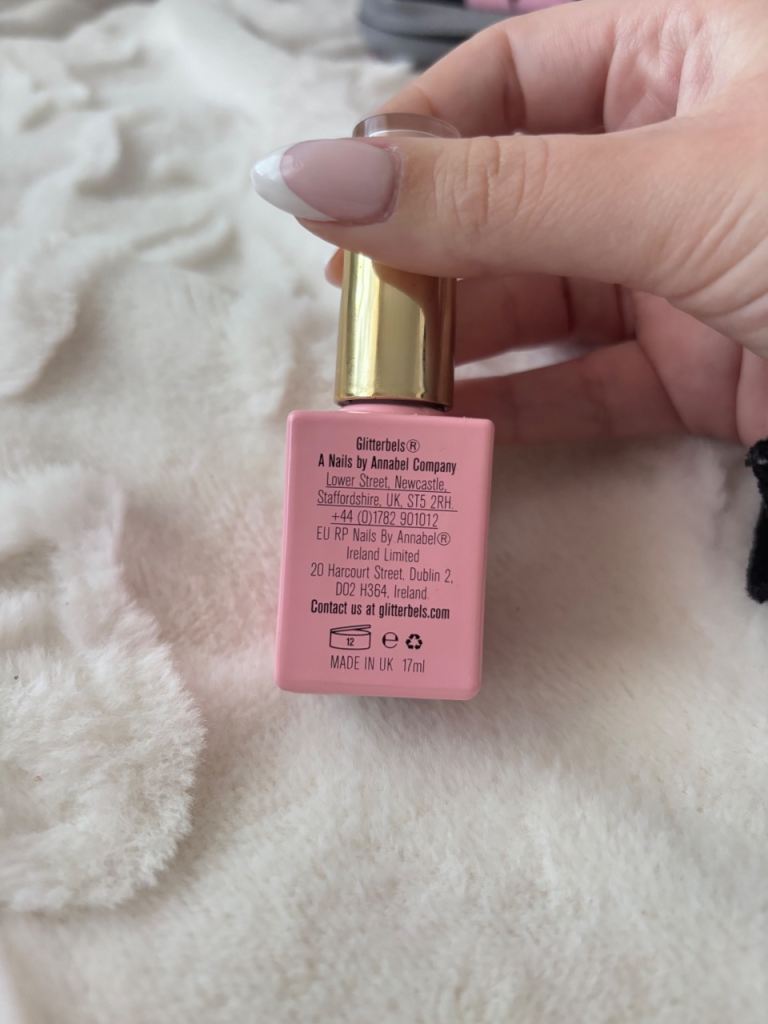 Glitterbels®
A Nails by Annabel Company
Lower Street, Newcastle,
Staffordshire, UK, ST5 2RH.
+44 (0)1782 901012
EU RP Nails By Annabel®
Ireland Limited
20 Harcourt Street. Dublin 2,
D02 H364, Ireland
Contact us at glitterbels.com
12 ℮
MADE IN UK 17ml